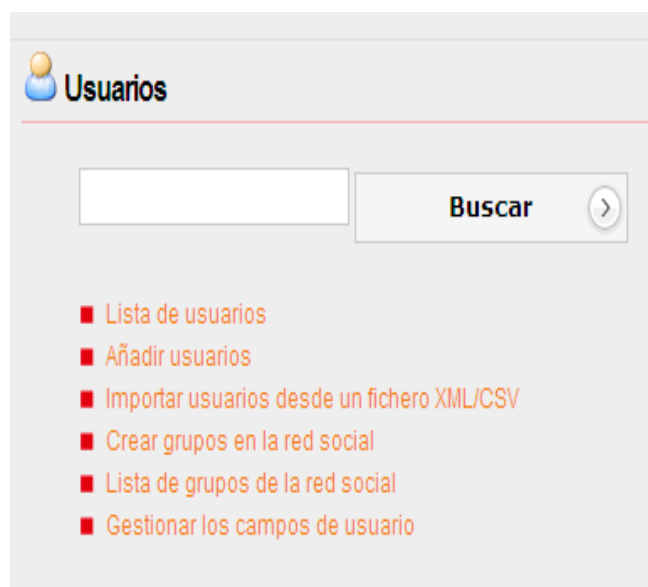 Usuarios
Buscar
Lista de usuarios
Añadir usuarios
Importar usuarios desde un fichero XML/CSV
Crear grupos en la red social
Lista de grupos de la red social
Gestionar los campos de usuario